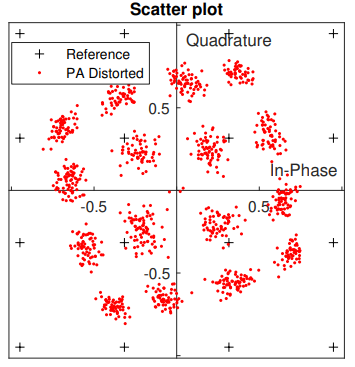 Scatter plot
Quadrature
Reference
PA Distorted
0.5
In-Phase
-0.5
0.5
-0.5